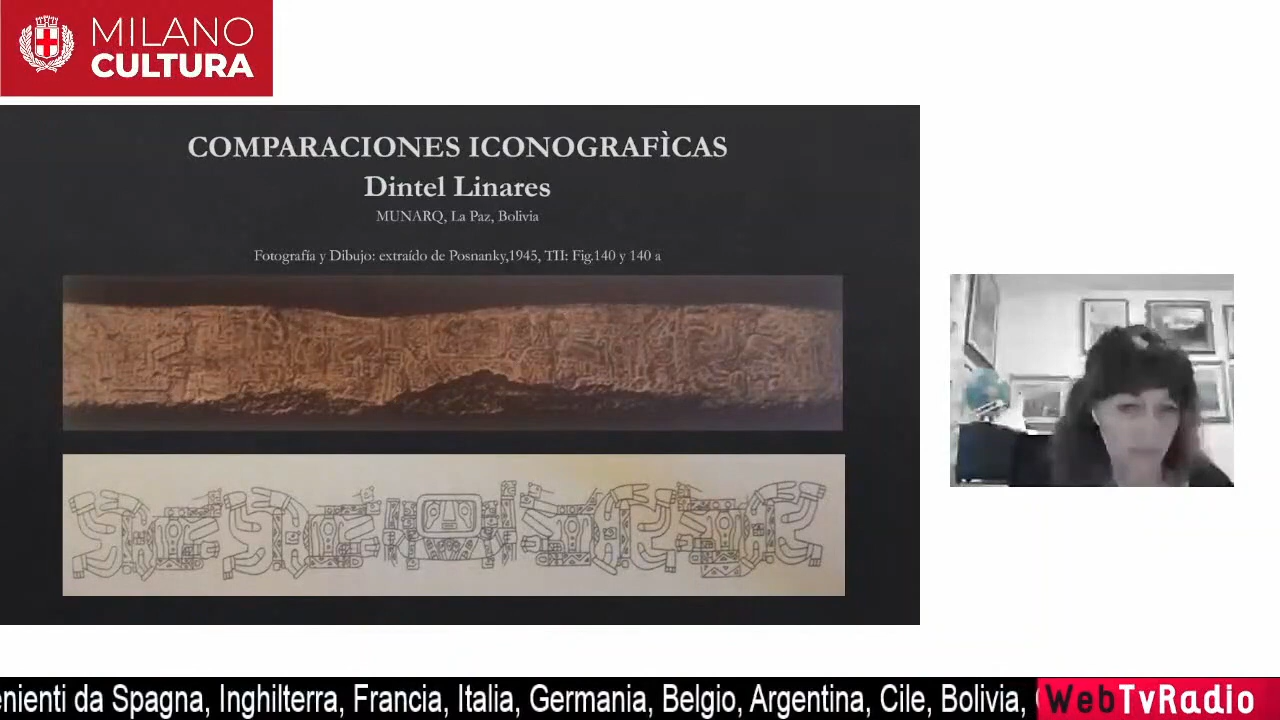 MILANO
CULTURA
COMPARACIONES ICONOGRAFÌCAS
Dintel Linares
MUNARQ, La Paz, Bolivia
Fotografía y Dibujo: extraído de Posnanky,1945, TII: Fig.140 y 140 a
enienti da Spagna, Inghilterra, Francia, Italia, Germania, Belgio, Argentina, Cile, Bolivia,
WebTvRadio